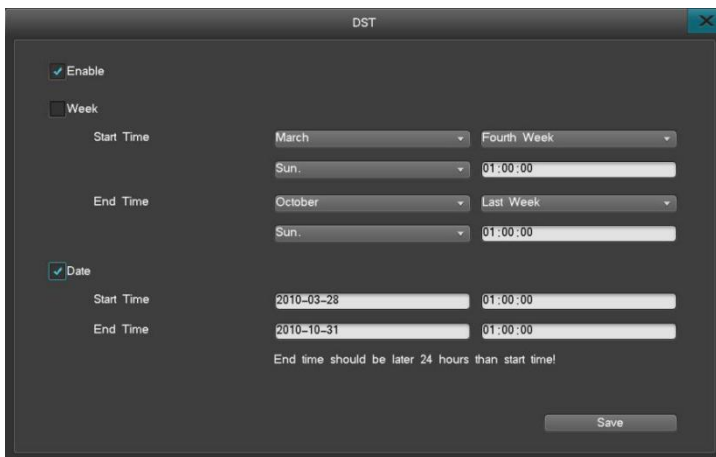 DST
Enable
Week
Start Time March Fourth Week
Sun. 01:00:00
End Time October Last Week
Sun. 01:00:00
Date
Start Time 2010-03-28 01:00:00
End Time 2010-10-31 01:00:00
End time should be later 24 hours than start time!
Save